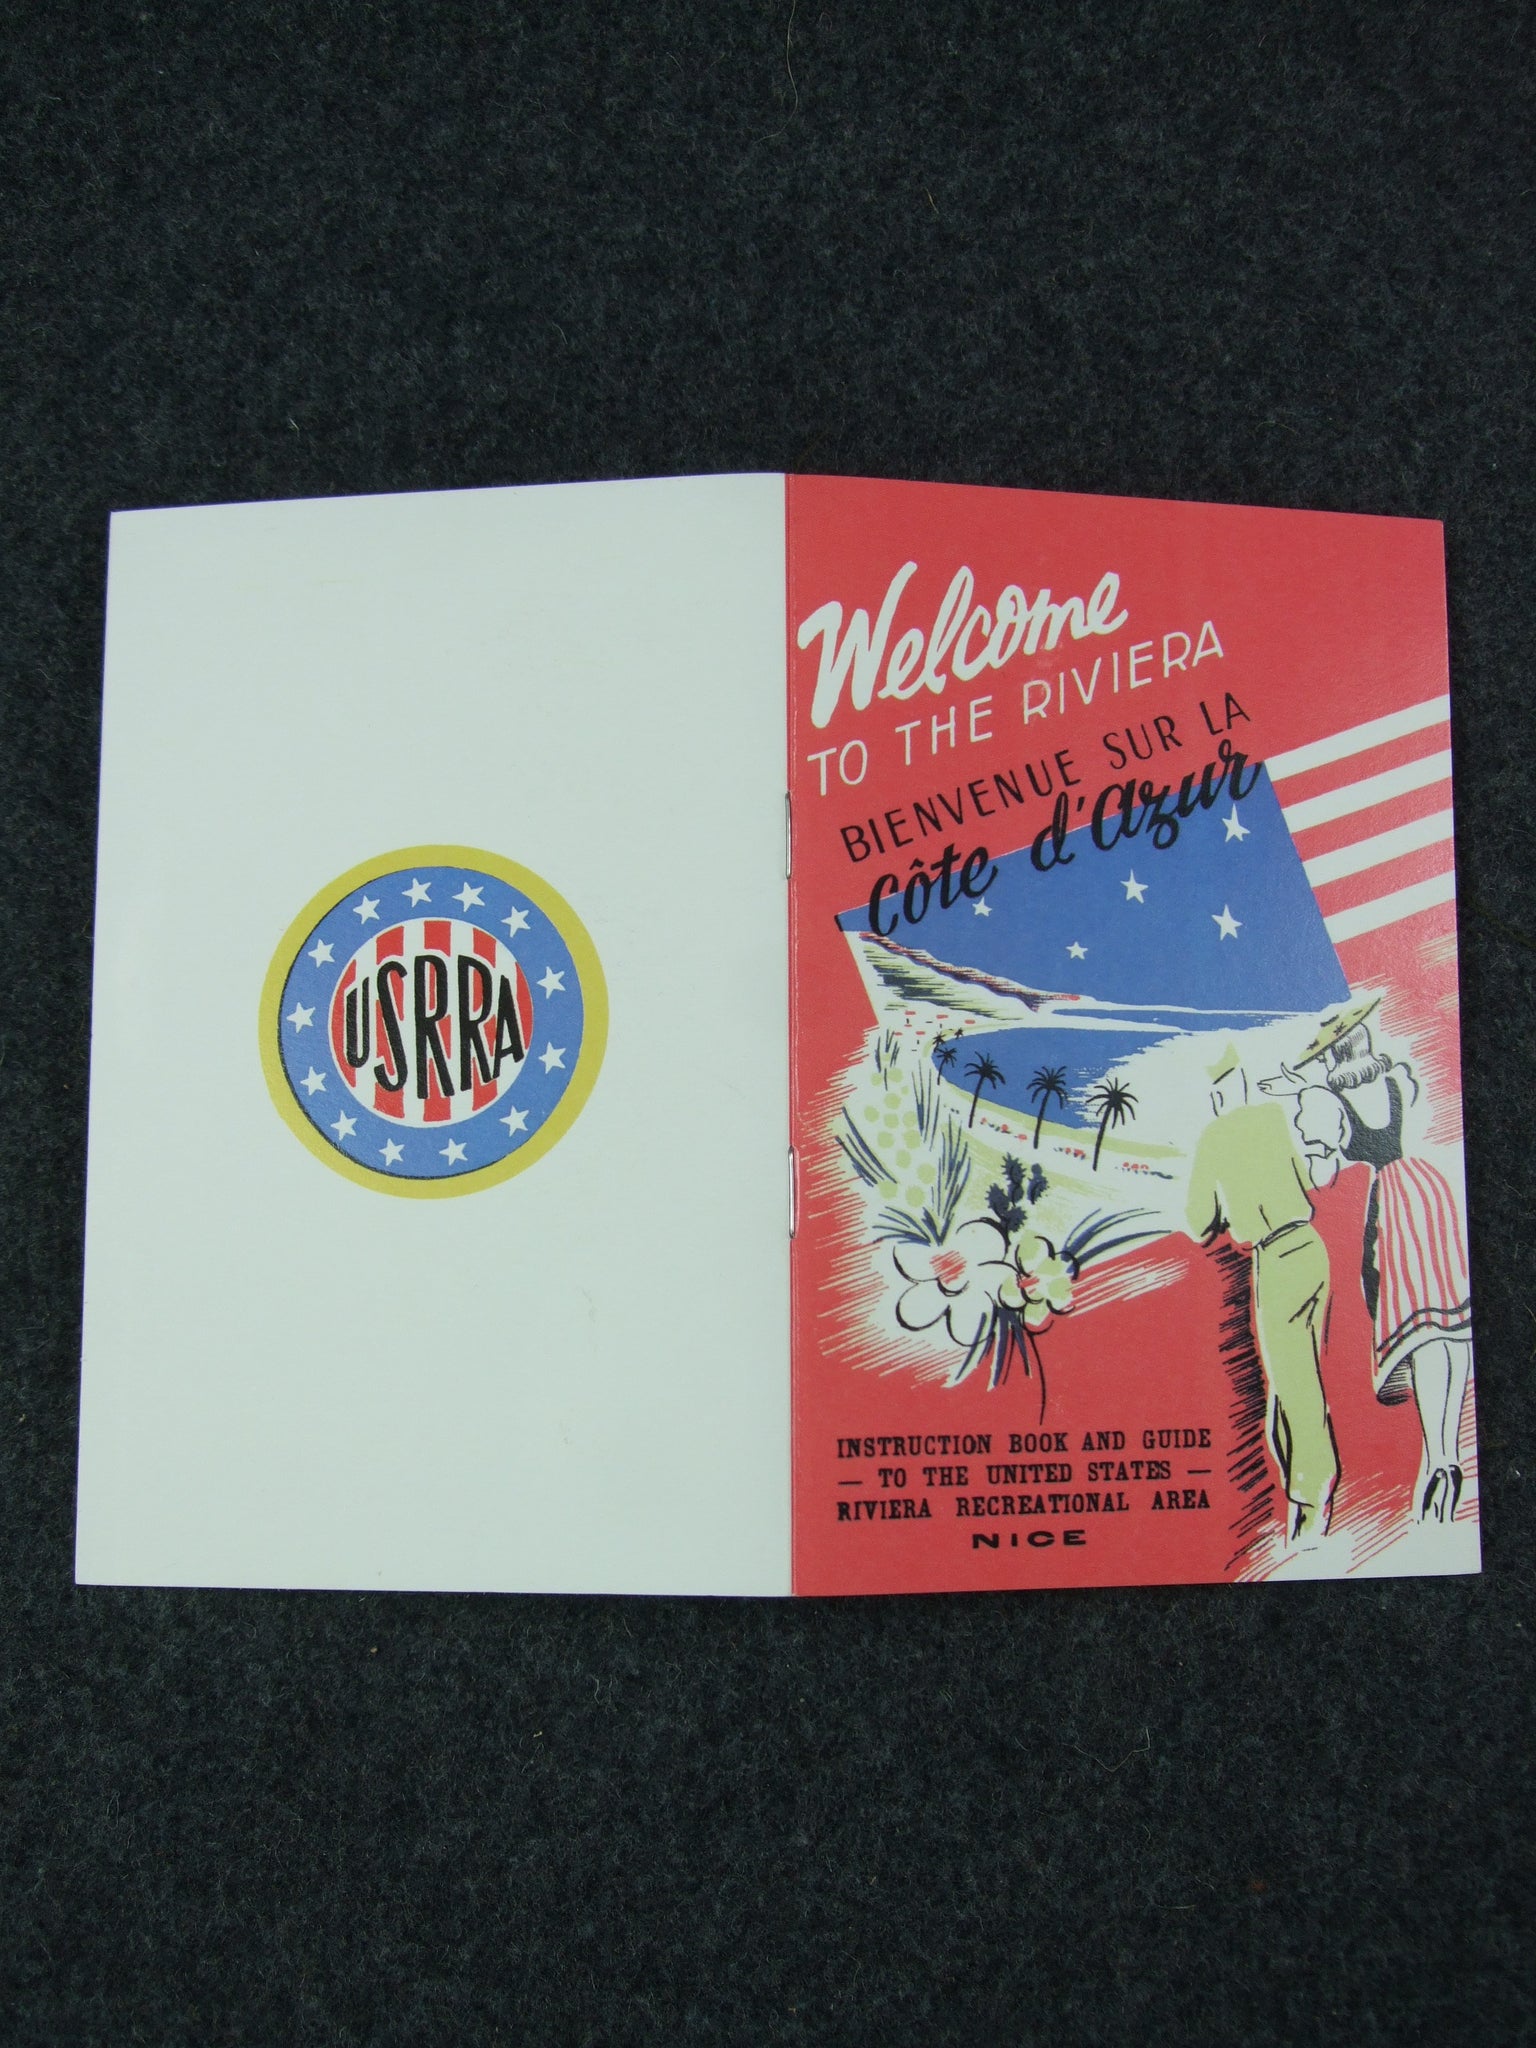 USRRA
Welcome
TO THE RIVIERA
BIENVENUE SUR LA
Côte d'Azur
INSTRUCTION BOOK AND GUIDE
— TO THE UNITED STATES —
RIVIERA RECREATIONAL AREA
NICE